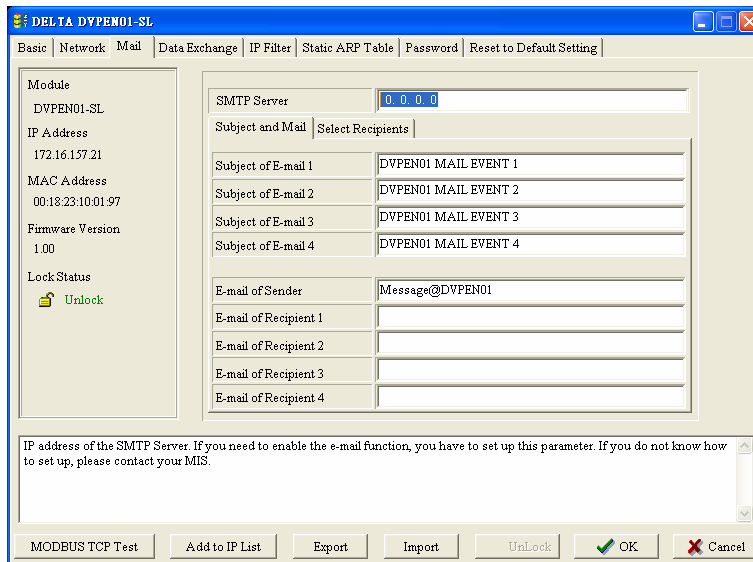 DELTA DVPEN01-SL
Basic Network Mail Data Exchange IP Filter Static ARP Table Password Reset to Default Setting
Module
DVPEN01-SL
IP Address
172.16.157.21
MAC Address
00:18:23:10:01:97
Firmware Version
1.00
Lock Status
Unlock
SMTP Server 0. 0. 0. 0
Subject and Mail Select Recipients
Subject of E-mail 1 DVPEN01 MAIL EVENT 1
Subject of E-mail 2 DVPEN01 MAIL EVENT 2
Subject of E-mail 3 DVPEN01 MAIL EVENT 3
Subject of E-mail 4 DVPEN01 MAIL EVENT 4
E-mail of Sender Message@DVPEN01
E-mail of Recipient 1
E-mail of Recipient 2
E-mail of Recipient 3
E-mail of Recipient 4
IP address of the SMTP Server. If you need to enable the e-mail function, you have to set up this parameter. If you do not know how
to set up, please contact your MIS.
MODBUS TCP Test Add to IP List Export Import UnLock OK Cancel